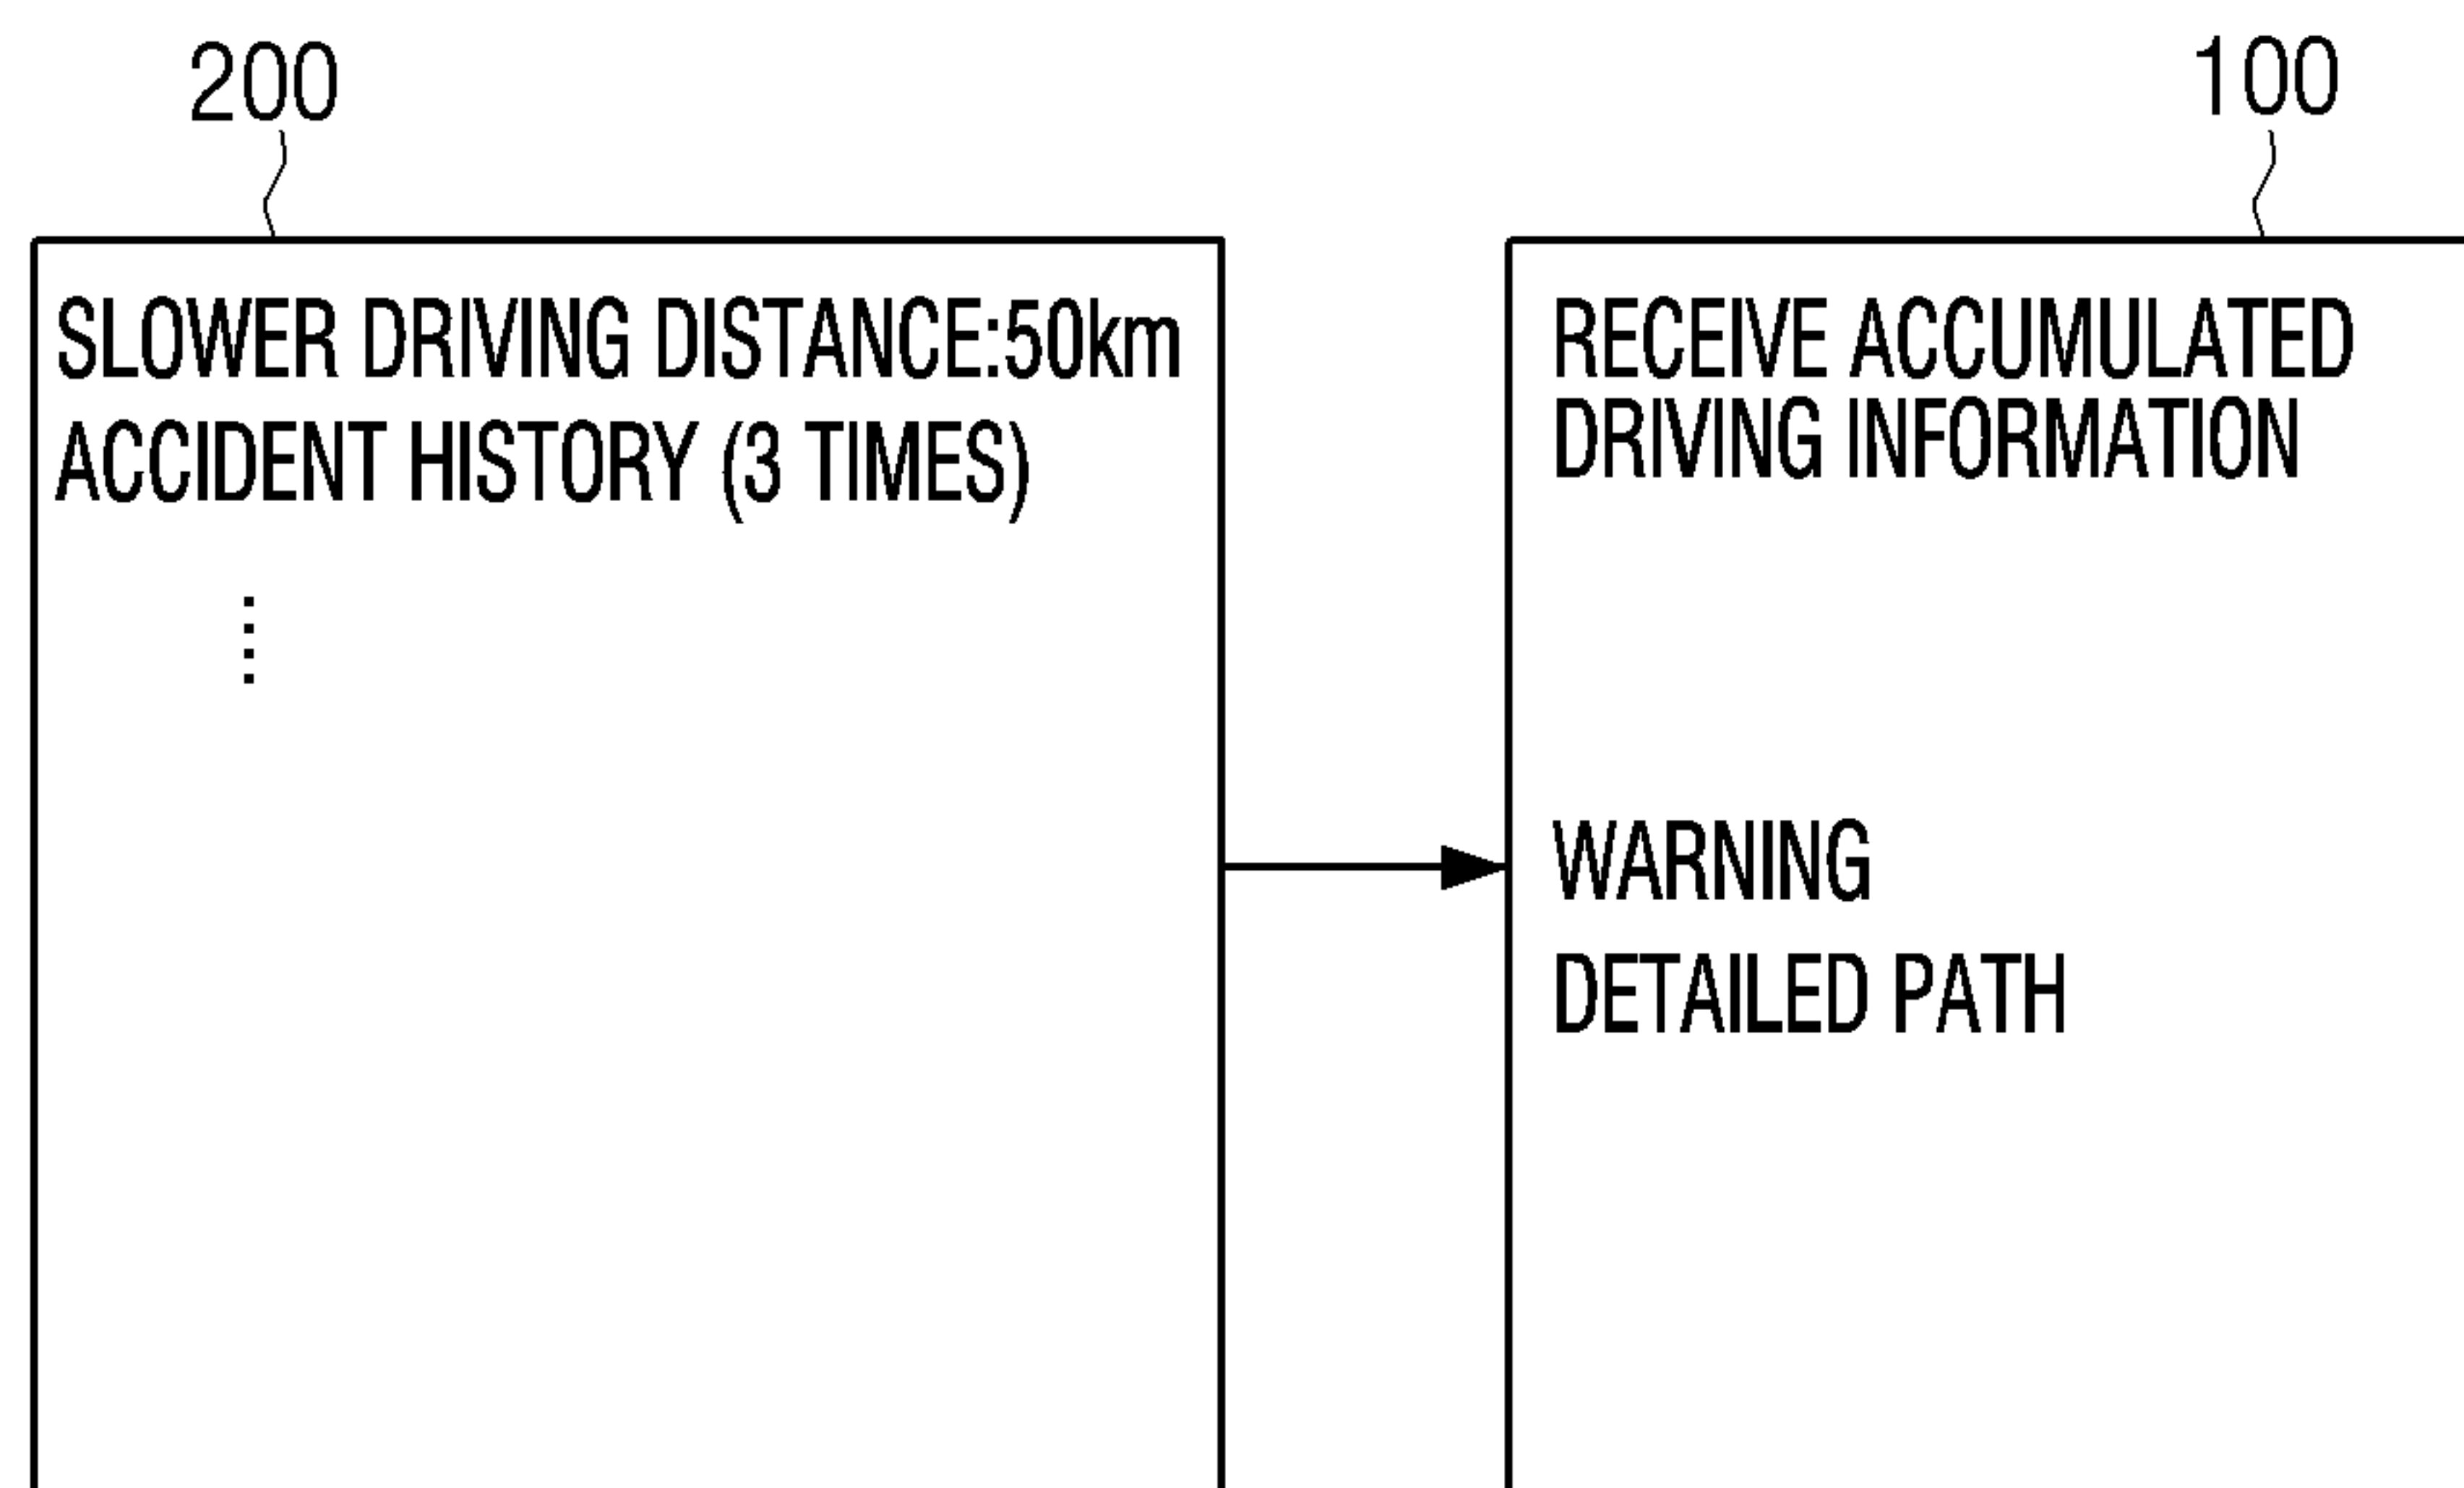 200
100
SLOWER DRIVING DISTANCE:50km
ACCIDENT HISTORY (3 TIMES)
RECEIVE ACCUMULATED
DRIVING INFORMATION
WARNING
DETAILED PATH